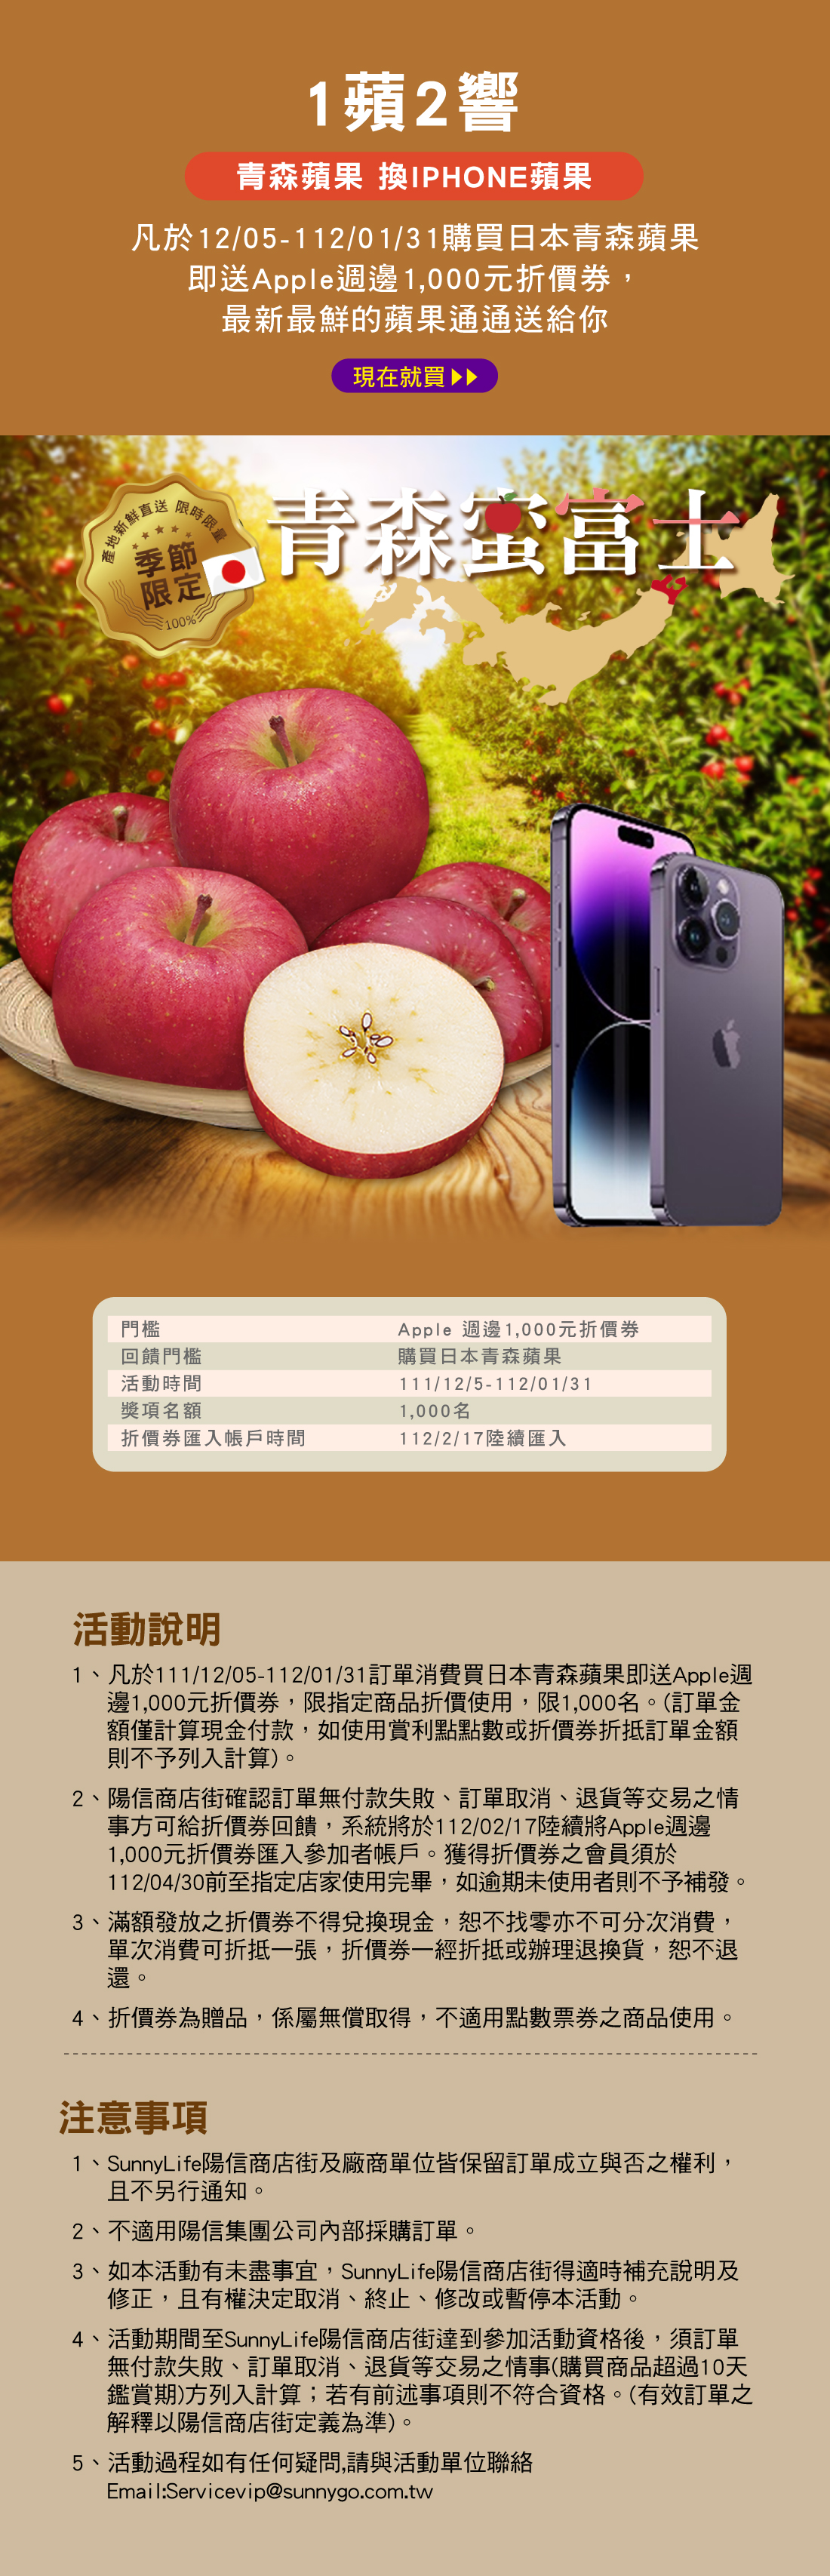 1蘋2響
青森蘋果 換IPHONE蘋果
凡於12/05-112/01/31購買日本青森蘋果
即送Apple週邊1,000元折價券，
最新最鮮的蘋果通通送給你
現在就買
產地新鮮直送 限時限量
季節
限定
100%
青森蜜富士
門檻 Apple 週邊1,000元折價券
回饋門檻 購買日本青森蘋果
活動時間 111/12/5-112/01/31
獎項名額 1,000名
折價券匯入帳戶時間 112/2/17陸續匯入
活動說明
1、凡於111/12/05-112/01/31訂單消費買日本青森蘋果即送Apple週
邊1,000元折價券，限指定商品折價使用，限1,000名。(訂單金
額僅計算現金付款，如使用賞利點點數或折價券折抵訂單金額
則不予列入計算)。
2、陽信商店街確認訂單無付款失敗、訂單取消、退貨等交易之情
事方可給折價券回饋，系統將於112/02/17陸續將Apple週邊
1,000元折價券匯入參加者帳戶。獲得折價券之會員須於
112/04/30前至指定店家使用完畢，如逾期未使用者則不予補發。
3、滿額發放之折價券不得兌換現金，恕不找零亦不可分次消費，
單次消費可折抵一張，折價券一經折抵或辦理退換貨，恕不退
還。
4、折價券為贈品，係屬無償取得，不適用點數票券之商品使用。
注意事項
1、SunnyLife陽信商店街及廠商單位皆保留訂單成立與否之權利，
且不另行通知。
2、不適用陽信集團公司內部採購訂單。
3、如本活動有未盡事宜，SunnyLife陽信商店街得適時補充說明及
修正，且有權決定取消、終止、修改或暫停本活動。
4、活動期間至SunnyLife陽信商店街達到參加活動資格後，須訂單
無付款失敗、訂單取消、退貨等交易之情事(購買商品超過10天
鑑賞期)方列入計算；若有前述事項則不符合資格。(有效訂單之
解釋以陽信商店街定義為準)。
5、活動過程如有任何疑問,請與活動單位聯絡
Email:Servicevip@sunnygo.com.tw